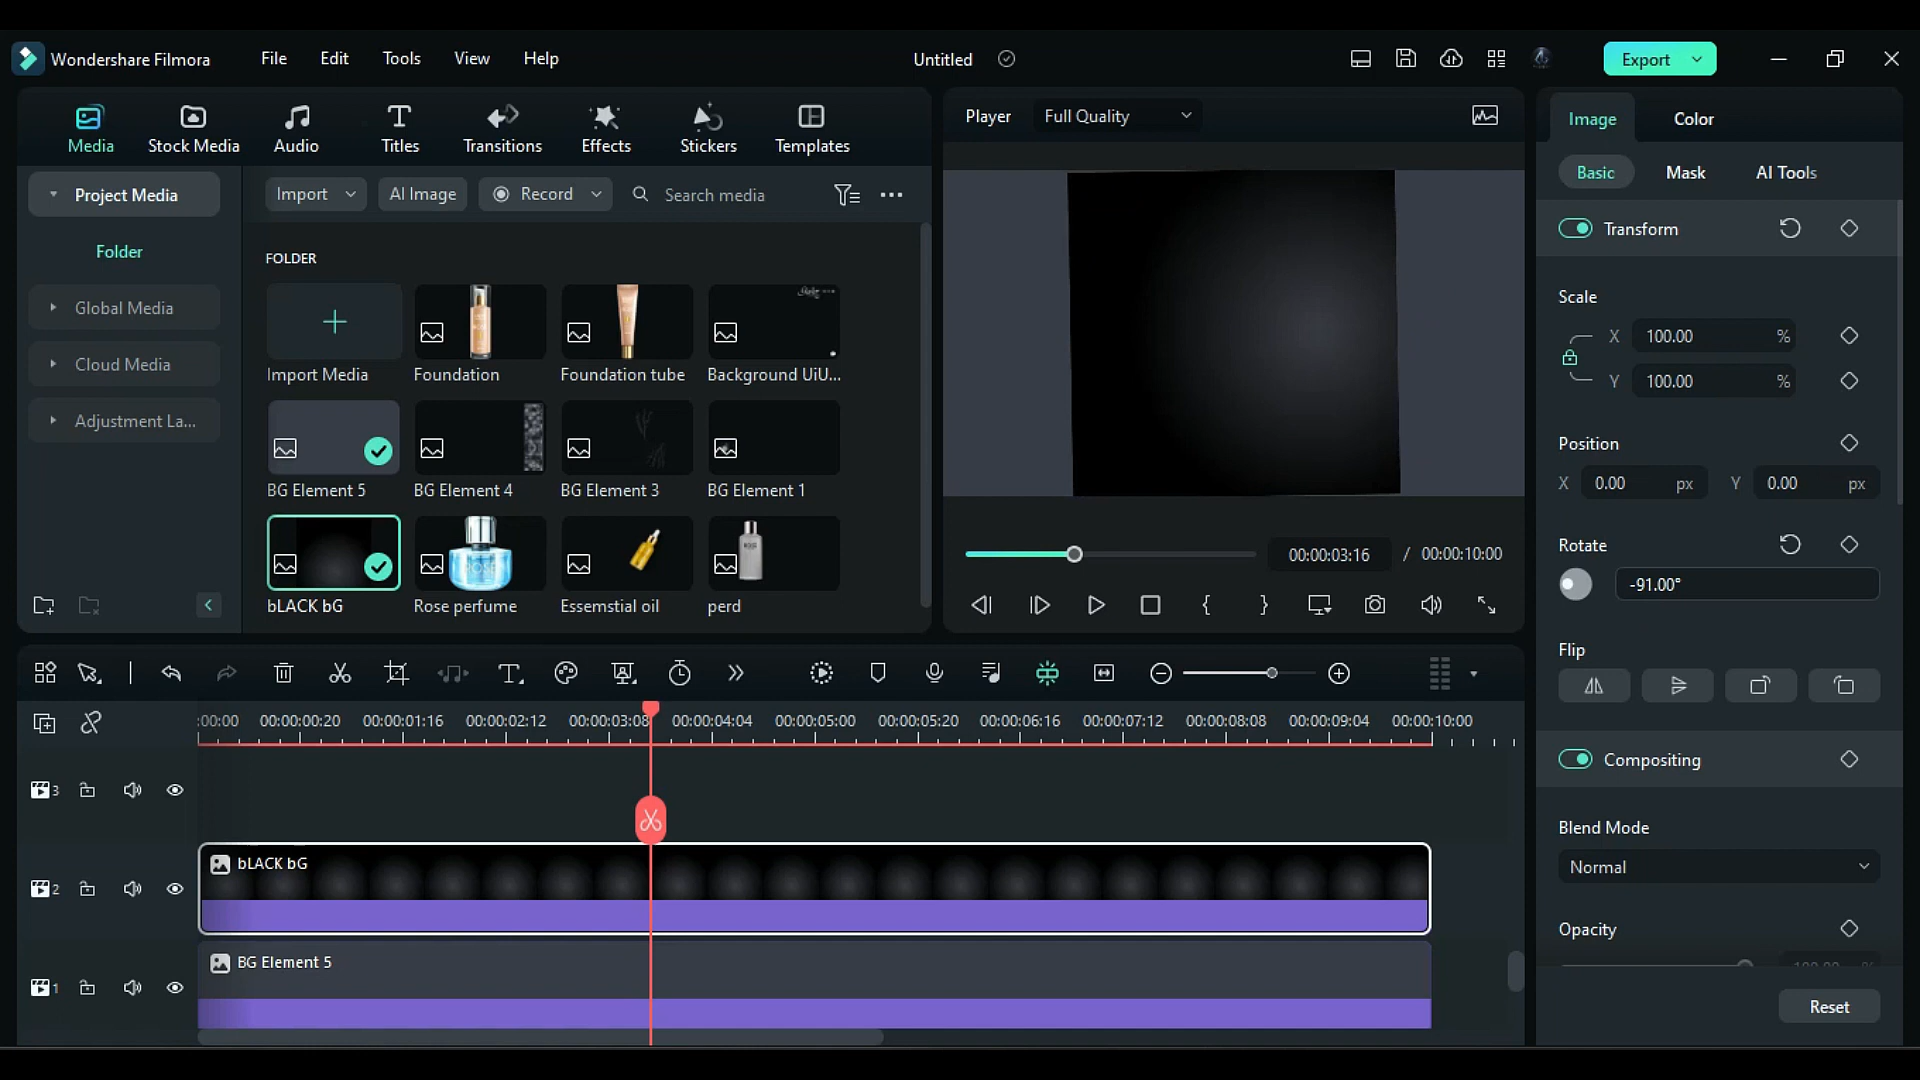 Wondershare Filmora
File
Edit
Tools
View
Help
Untitled
Export
Media
Stock Media
Audio
Titles
Transitions
Effects
Stickers
Templates
Player
Full Quality
Image
Color
Project Media
Import
AI Image
Record
Search media
Basic
Mask
AI Tools
Folder
FOLDER
Transform
Global Media
Cloud Media
Adjustment La...
Import Media
Foundation
Foundation tube
Background UiU...
BG Element 5
BG Element 4
BG Element 3
BG Element 1
bLACK bG
Rose perfume
Essemstial oil
perd
Scale
X 100.00 %
Y 100.00 %
Position
X 0.00 px Y 0.00 px
Rotate
-91.00°
00:00:03:16 / 00:00:10:00
Flip
:00:00 00:00:00:20 00:00:01:16 00:00:02:12 00:00:03:08 00:00:04:04 00:00:05:00 00:00:05:20 00:00:06:16 00:00:07:12 00:00:08:08 00:00:09:04 00:00:10:00
Compositing
3
Blend Mode
Normal
bLACK bG
2
Opacity
BG Element 5
1
Reset